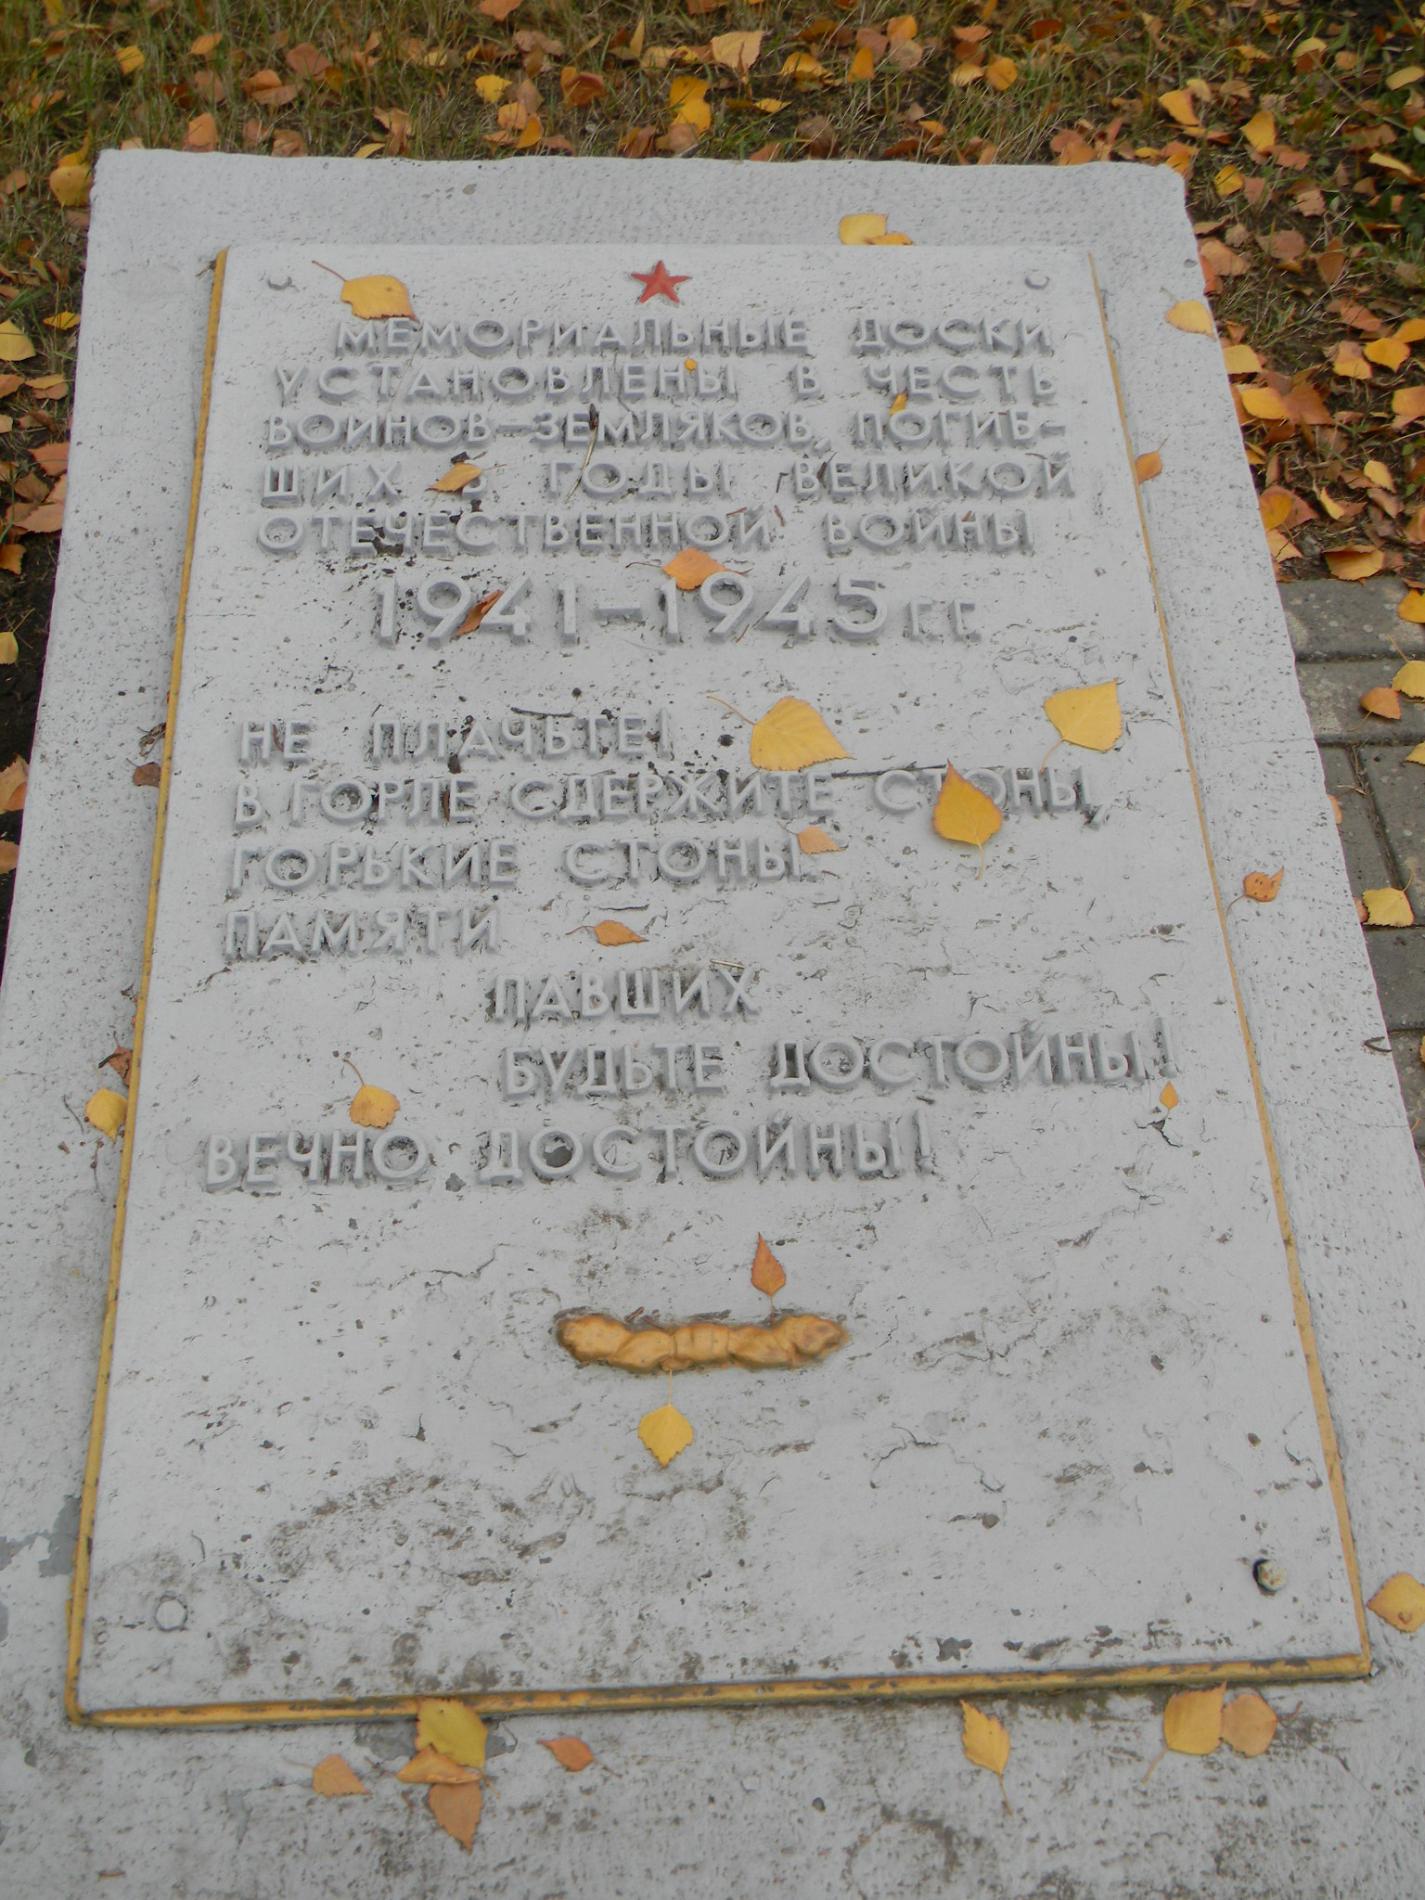 МЕМОРИАЛЬНЫЕ ДОСКИ
УСТАНОВЛЕНЫ В ЧЕСТЬ
ВОИНОВ-ЗЕМЛЯКОВ, ПОГИБ-
ШИХ В ГОДЫ ВЕЛИКОЙ
ОТЕЧЕСТВЕННОЙ ВОЙНЫ
1941-1945 г.г.
НЕ ПЛАЧЬТЕ!
В ГОРЛЕ СДЕРЖИТЕ СТОНЫ,
ГОРЬКИЕ СТОНЫ.
ПАМЯТИ
ПАВШИХ
БУДЬТЕ ДОСТОЙНЫ!
ВЕЧНО ДОСТОЙНЫ!